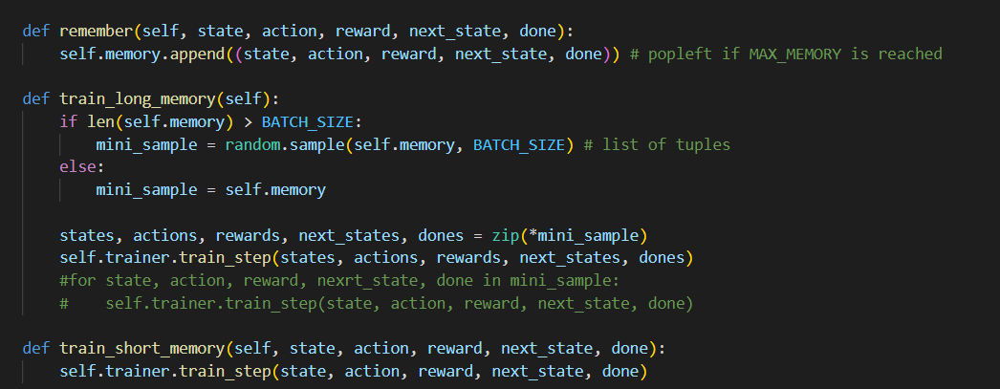 def remember(self, state, action, reward, next_state, done):
    self.memory.append((state, action, reward, next_state, done)) # popleft if MAX_MEMORY is reached

def train_long_memory(self):
    if len(self.memory) > BATCH_SIZE:
        mini_sample = random.sample(self.memory, BATCH_SIZE) # list of tuples
    else:
        mini_sample = self.memory

    states, actions, rewards, next_states, dones = zip(*mini_sample)
    self.trainer.train_step(states, actions, rewards, next_states, dones)
    #for state, action, reward, nexrt_state, done in mini_sample:
    #    self.trainer.train_step(state, action, reward, next_state, done)

def train_short_memory(self, state, action, reward, next_state, done):
    self.trainer.train_step(state, action, reward, next_state, done)